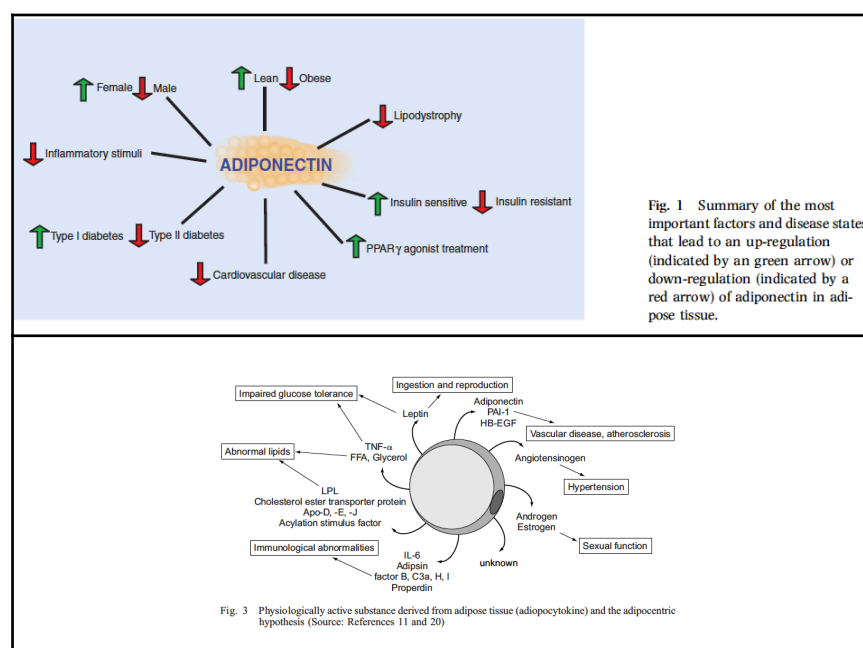 Female Male
Lean Obese
Lipodystrophy
Inflammatory stimuli
ADIPONECTIN
Insulin sensitive Insulin resistant
Type I diabetes Type II diabetes
PPARγ agonist treatment
Cardiovascular disease
Fig. 1 Summary of the most
important factors and disease states
that lead to an up-regulation
(indicated by an green arrow) or
down-regulation (indicated by a
red arrow) of adiponectin in adi-
pose tissue.
Impaired glucose tolerance
Ingestion and reproduction
Leptin
Adiponectin
PAI-1
HB-EGF
Vascular disease, atherosclerosis
TNF-α
FFA, Glycerol
Abnormal lipids
Angiotensinogen
Hypertension
LPL
Cholesterol ester transporter protein
Apo-D, -E, -J
Acylation stimulus factor
Androgen
Estrogen
Sexual function
Immunological abnormalities
IL-6
Adipsin
factor B, C3a, H, I
Properdin
unknown
Fig. 3 Physiologically active substance derived from adipose tissue (adiopocytokine) and the adipocentric
hypothesis (Source: References 11 and 20)